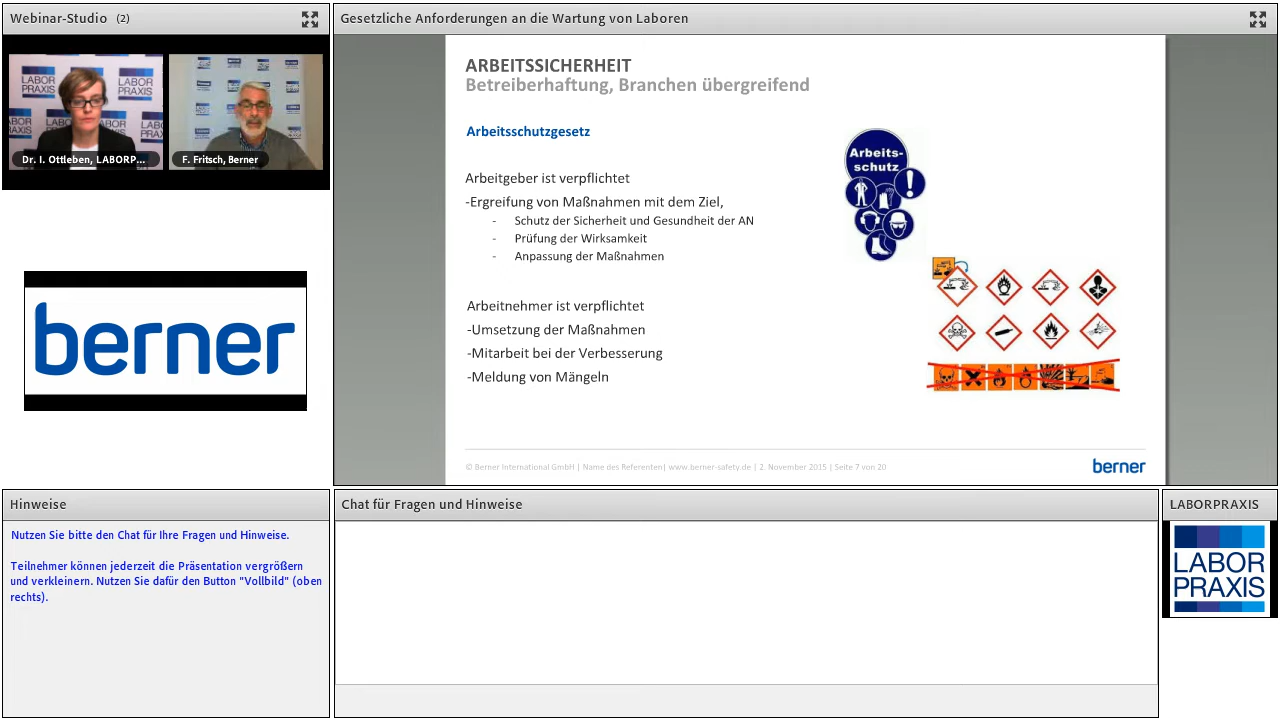 Webinar-Studio (2)
LABOR
PRAXIS
LABOR
PRAXIS
Dr. I. Ottleben, LABORP...
F. Fritsch, Berner
berner
Gesetzliche Anforderungen an die Wartung von Laboren
ARBEITSSICHERHEIT
Betreiberhaftung, Branchen übergreifend
Arbeitsschutzgesetz
Arbeitgeber ist verpflichtet
-Ergreifung von Maßnahmen mit dem Ziel,
- Schutz der Sicherheit und Gesundheit der AN
- Prüfung der Wirksamkeit
- Anpassung der Maßnahmen
Arbeitnehmer ist verpflichtet
-Umsetzung der Maßnahmen
-Mitarbeit bei der Verbesserung
-Meldung von Mängeln
Arbeits-
schutz
© Berner International GmbH | Name des Referenten| www.berner-safety.de | 2. November 2015 | Seite 7 von 20
berner
Hinweise
Nutzen Sie bitte den Chat für Ihre Fragen und Hinweise.
Teilnehmer können jederzeit die Präsentation vergrößern
und verkleinern. Nutzen Sie dafür den Button "Vollbild" (oben
rechts).
Chat für Fragen und Hinweise
LABORPRAXIS
LABOR
PRAXIS